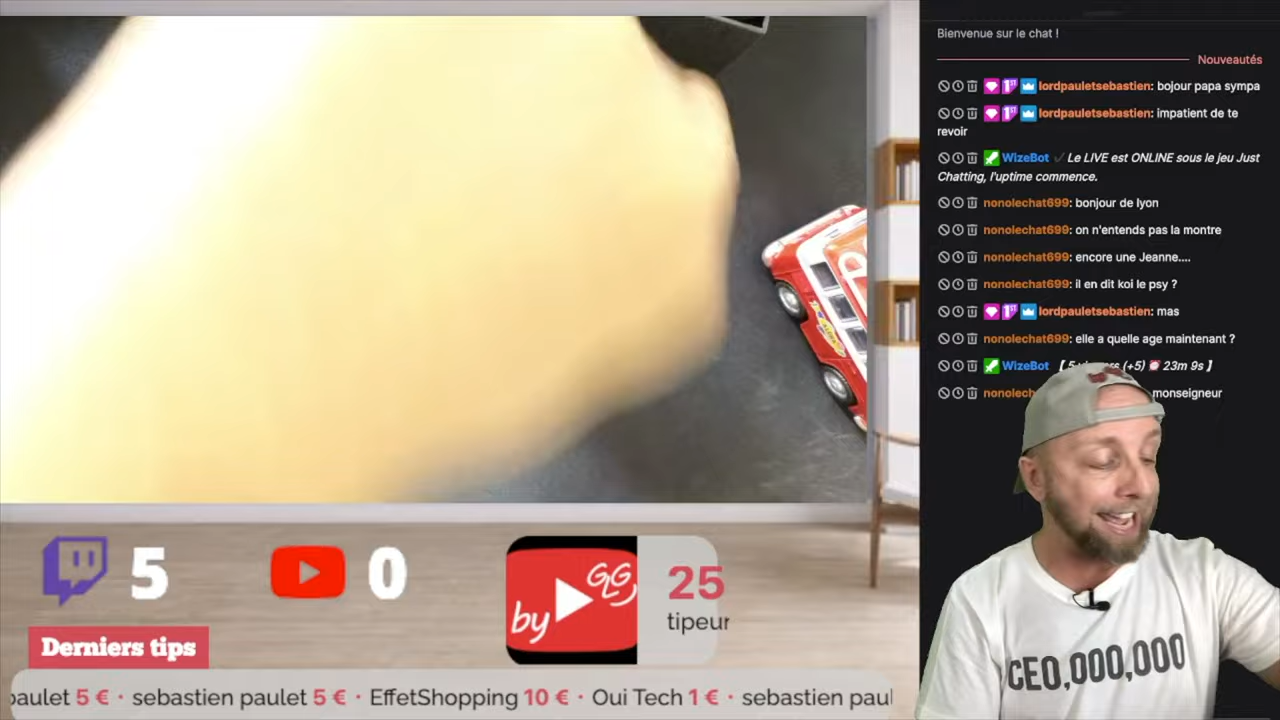 Bienvenue sur le chat !
Nouveautés
lordpauletsebastien: bojour papa sympa
lordpauletsebastien: impatient de te
revoir
WizeBot ✓ Le LIVE est ONLINE sous le jeu Just
Chatting, l'uptime commence.
nonolechat699: bonjour de lyon
nonolechat699: on n'entends pas la montre
nonolechat699: encore une Jeanne....
nonolechat699: il en dit koi le psy ?
lordpauletsebastien: mas
nonolechat699: elle a quelle age maintenant ?
WizeBot 【 5 (+5) 23m 9s 】
monseigneur
5
0
by GLG
25
tipeur
Derniers tips
paulet 5 € · sebastien paulet 5 € · EffetShopping 10 € · Oui Tech 1 € · sebastien paul
CEO,000,000